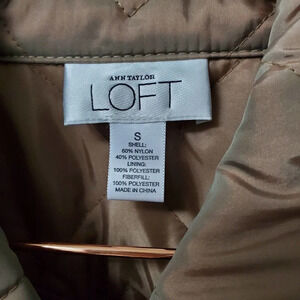 ANN TAYLOR
LOFT
S
SHELL:
60% NYLON
40% POLYESTER
LINING:
100% POLYESTER
FIBERFILL:
100% POLYESTER
MADE IN CHINA